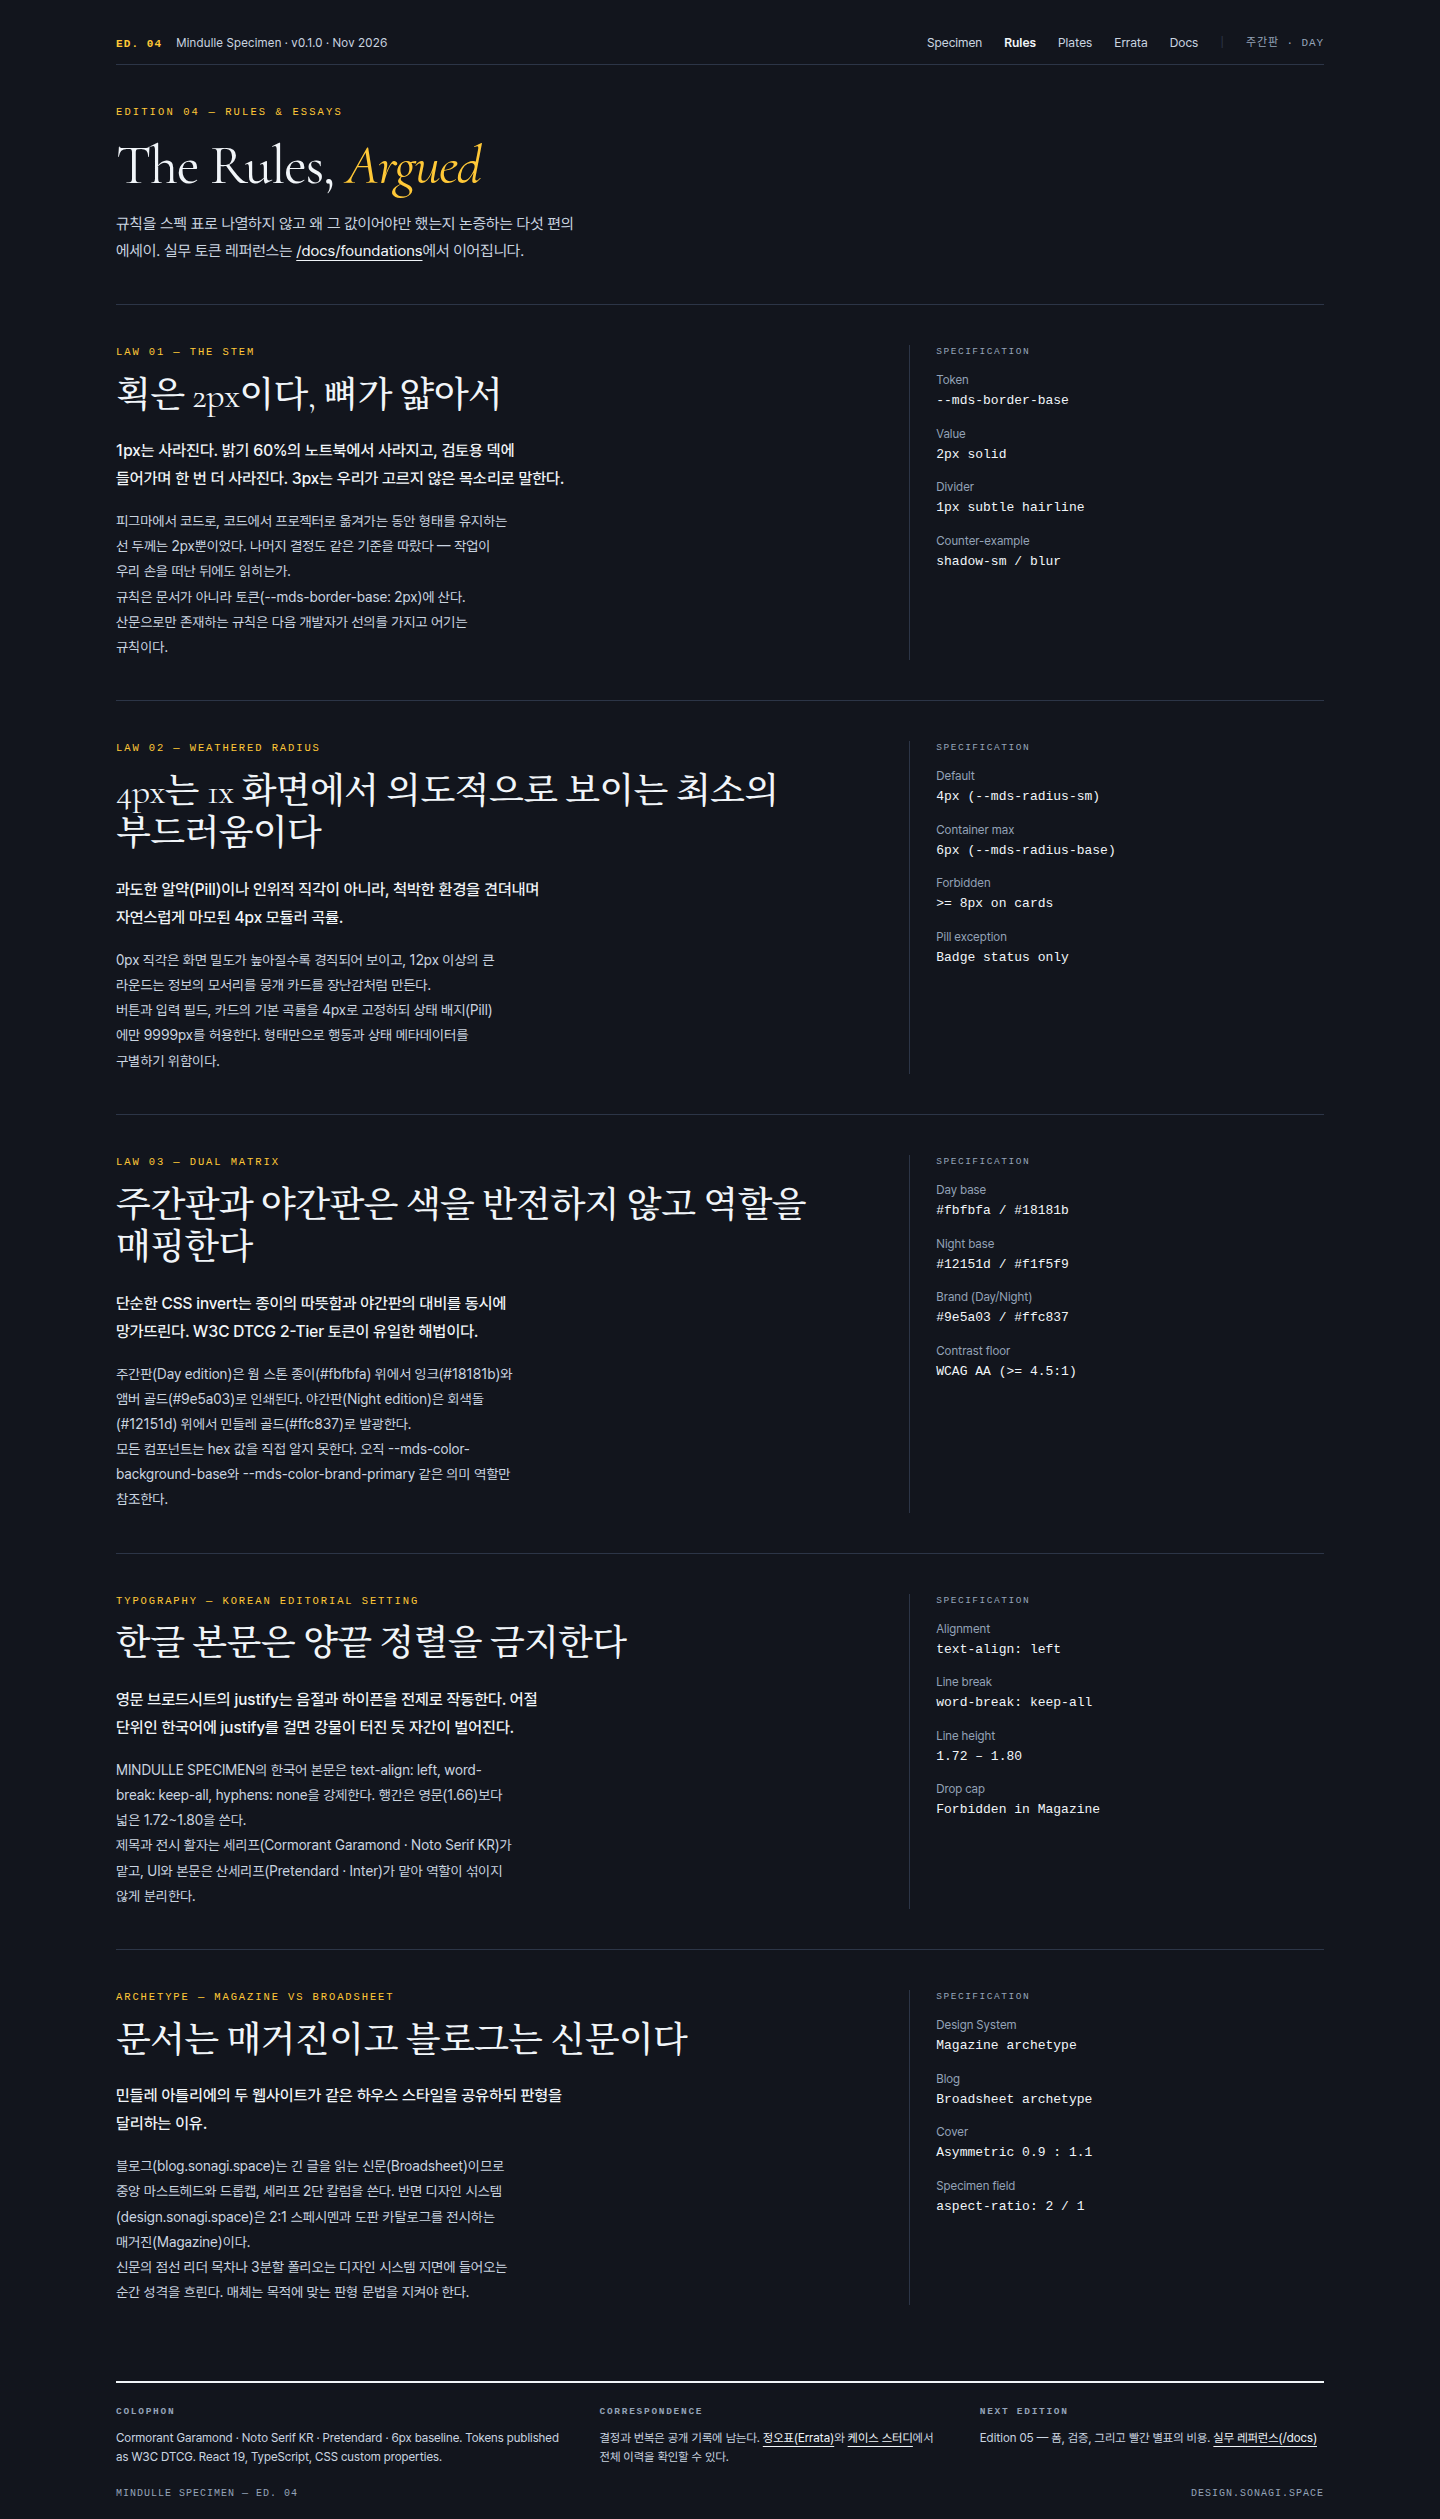 ED. 04 Mindulle Specimen · v0.1.0 · Nov 2026
Specimen Rules Plates Errata Docs 주간판 · DAY
EDITION 04 — RULES & ESSAYS
The Rules, Argued
규칙을 스펙 표로 나열하지 않고 왜 그 값이어야만 했는지 논증하는 다섯 편의
에세이. 실무 토큰 레퍼런스는 /docs/foundations에서 이어집니다.
LAW 01 — THE STEM
획은 2px이다, 뼈가 얇아서
1px는 사라진다. 밝기 60%의 노트북에서 사라지고, 검토용 덱에
들어가며 한 번 더 사라진다. 3px는 우리가 고르지 않은 목소리로 말한다.
피그마에서 코드로, 코드에서 프로젝터로 옮겨가는 동안 형태를 유지하는
선 두께는 2px뿐이었다. 나머지 결정도 같은 기준을 따랐다 — 작업이
우리 손을 떠난 뒤에도 읽히는가.
규칙은 문서가 아니라 토큰(--mds-border-base: 2px)에 산다.
산문으로만 존재하는 규칙은 다음 개발자가 선의를 가지고 어기는
규칙이다.
SPECIFICATION
Token
--mds-border-base
Value
2px solid
Divider
1px subtle hairline
Counter-example
shadow-sm / blur
LAW 02 — WEATHERED RADIUS
4px는 1x 화면에서 의도적으로 보이는 최소의
부드러움이다
과도한 알약(Pill)이나 인위적 직각이 아니라, 척박한 환경을 견뎌내며
자연스럽게 마모된 4px 모듈러 곡률.
0px 직각은 화면 밀도가 높아질수록 경직되어 보이고, 12px 이상의 큰
라운드는 정보의 모서리를 뭉개 카드를 장난감처럼 만든다.
버튼과 입력 필드, 카드의 기본 곡률을 4px로 고정하되 상태 배지(Pill)
에만 9999px를 허용한다. 형태만으로 행동과 상태 메타데이터를
구별하기 위함이다.
SPECIFICATION
Default
4px (--mds-radius-sm)
Container max
6px (--mds-radius-base)
Forbidden
>= 8px on cards
Pill exception
Badge status only
LAW 03 — DUAL MATRIX
주간판과 야간판은 색을 반전하지 않고 역할을
매핑한다
단순한 CSS invert는 종이의 따뜻함과 야간판의 대비를 동시에
망가뜨린다. W3C DTCG 2-Tier 토큰이 유일한 해법이다.
주간판(Day edition)은 웜 스톤 종이(#fbfbfa) 위에서 잉크(#18181b)와
앰버 골드(#9e5a03)로 인쇄된다. 야간판(Night edition)은 회색돌
(#12151d) 위에서 민들레 골드(#ffc837)로 발광한다.
모든 컴포넌트는 hex 값을 직접 알지 못한다. 오직 --mds-color-
background-base와 --mds-color-brand-primary 같은 의미 역할만
참조한다.
SPECIFICATION
Day base
#fbfbfa / #18181b
Night base
#12151d / #f1f5f9
Brand (Day/Night)
#9e5a03 / #ffc837
Contrast floor
WCAG AA (>= 4.5:1)
TYPOGRAPHY — KOREAN EDITORIAL SETTING
한글 본문은 양끝 정렬을 금지한다
영문 브로드시트의 justify는 음절과 하이픈을 전제로 작동한다. 어절
단위인 한국어에 justify를 걸면 강물이 터진 듯 자간이 벌어진다.
MINDULLE SPECIMEN의 한국어 본문은 text-align: left, word-
break: keep-all, hyphens: none을 강제한다. 행간은 영문(1.66)보다
넓은 1.72~1.80을 쓴다.
제목과 전시 활자는 세리프(Cormorant Garamond · Noto Serif KR)가
맡고, UI와 본문은 산세리프(Pretendard · Inter)가 맡아 역할이 섞이지
않게 분리한다.
SPECIFICATION
Alignment
text-align: left
Line break
word-break: keep-all
Line height
1.72 – 1.80
Drop cap
Forbidden in Magazine
ARCHETYPE — MAGAZINE VS BROADSHEET
문서는 매거진이고 블로그는 신문이다
민들레 아틀리에의 두 웹사이트가 같은 하우스 스타일을 공유하되 판형을
달리하는 이유.
블로그(blog.sonagi.space)는 긴 글을 읽는 신문(Broadsheet)이므로
중앙 마스트헤드와 드롭캡, 세리프 2단 칼럼을 쓴다. 반면 디자인 시스템
(design.sonagi.space)은 2:1 스페시멘과 도판 카탈로그를 전시하는
매거진(Magazine)이다.
신문의 점선 리더 목차나 3분할 폴리오는 디자인 시스템 지면에 들어오는
순간 성격을 흐린다. 매체는 목적에 맞는 판형 문법을 지켜야 한다.
SPECIFICATION
Design System
Magazine archetype
Blog
Broadsheet archetype
Cover
Asymmetric 0.9 : 1.1
Specimen field
aspect-ratio: 2 / 1
COLOPHON
Cormorant Garamond · Noto Serif KR · Pretendard · 6px baseline. Tokens published
as W3C DTCG. React 19, TypeScript, CSS custom properties.
CORRESPONDENCE
결정과 번복은 공개 기록에 남는다. 정오표(Errata)와 케이스 스터디에서
전체 이력을 확인할 수 있다.
NEXT EDITION
Edition 05 — 폼, 검증, 그리고 빨간 별표의 비용. 실무 레퍼런스(/docs)
MINDULLE SPECIMEN — ED. 04
DESIGN.SONAGI.SPACE